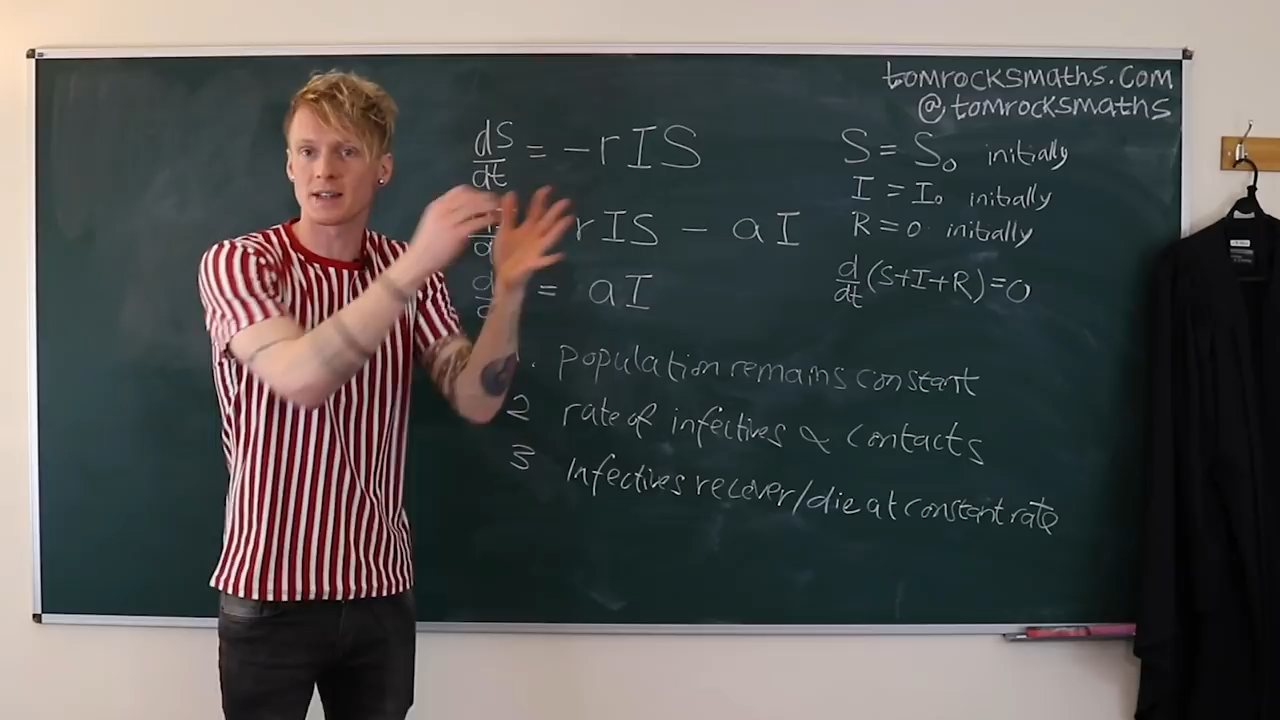 tomrocksmaths.com
@tomrocksmaths
dS/dt = -rIS
rIS - aI
= aI
S = S₀ initially
I = I₀ initially
R = 0 initially
d/dt (S+I+R) = 0
1. population remains constant
2 rate of infectives α contacts
3 Infectives recover/die at constant rate